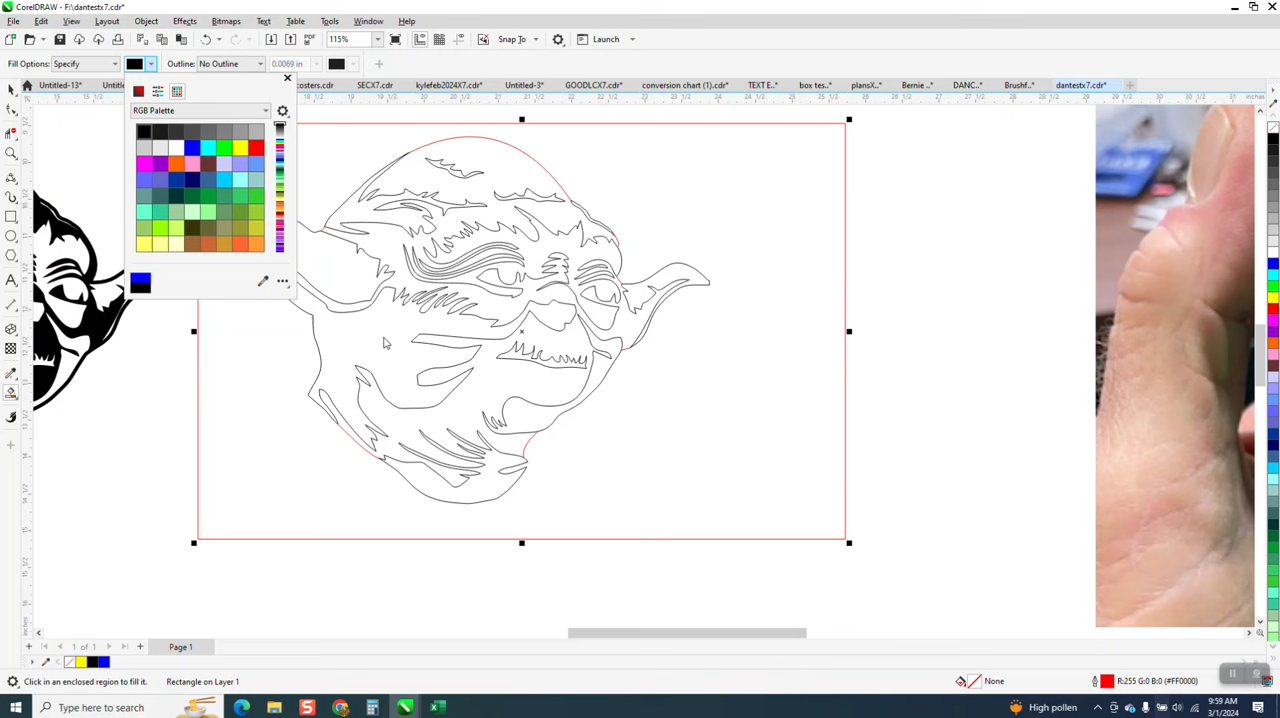 CorelDRAW - F:\dantestx7.cdr*
File Edit View Layout Object Effects Bitmaps Text Table Tools Window Help
115% Snap To Launch
Fill Options: Specify Outline: No Outline 0.0069 in
Untitled-13* costers.cdr SECX7.cdr kylefeb2024X7.cdr* Untitled-3* GOODLCX7.cdr* conversion chart (1).cdr* TEXT E..* box tes..* plansX..* Bernie ..* DANC..* Brushf..* dantestx7.cdr*
RGB Palette
inches
1 of 1 Page 1
Click in an enclosed region to fill it. Rectangle on Layer 1 None R:255 G:0 B:0 (#FF0000)
Type here to search High pollen 9:59 AM
3/1/2024